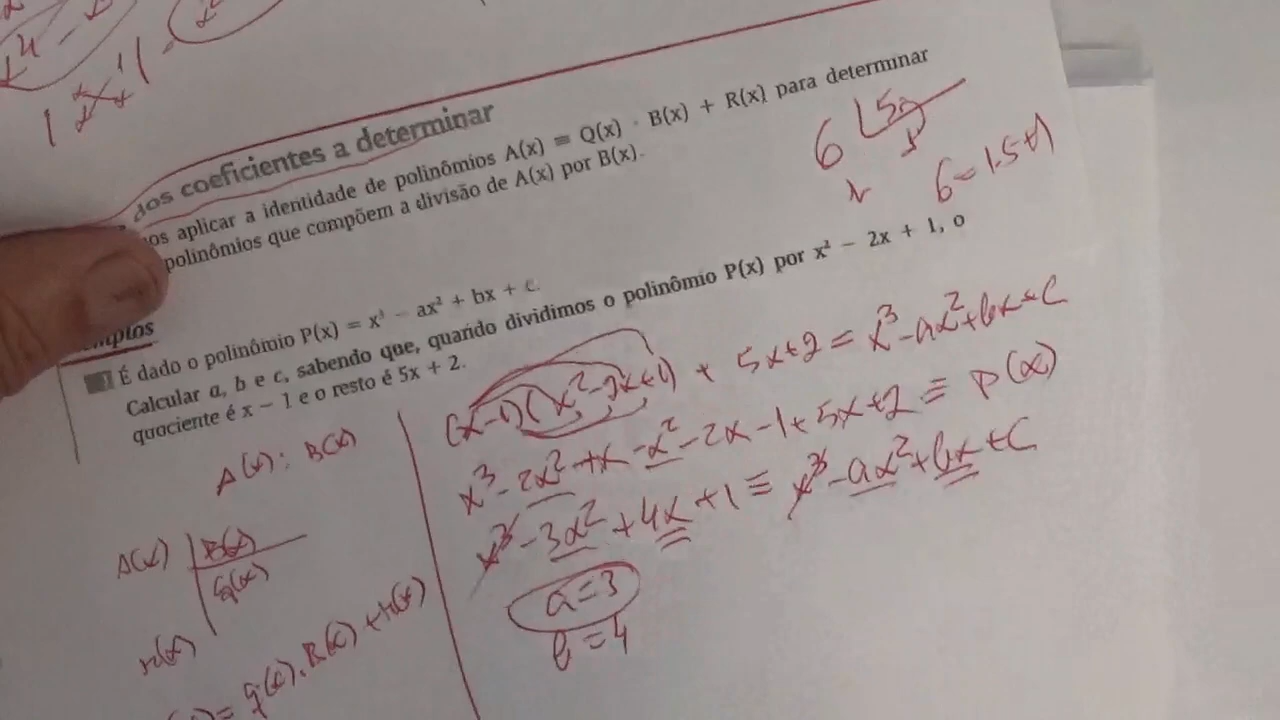 dos coeficientes a determinar
aplicar a identidade de polinômios A(x) ≡ Q(x) · B(x) + R(x) para determinar
polinômios que compõem a divisão de A(x) por B(x).
6 5
6 = 1.5+1
É dado o polinômio P(x) = x³ − ax² + bx + c.
Calcular a, b e c, sabendo que, quando dividimos o polinômio P(x) por x² − 2x + 1, o
quociente é x − 1 e o resto é 5x + 2.
A(x) : B(x)
A(x) B(x)
q(x)
r(x)
= q(x).B(x)+r(x)
(x-1)(x²-2x+1) + 5x+2 = x³-ax²+bx+c
x³-2x²+x-x²-2x-1+5x+2 ≡ P(x)
x³-3x²+4x+1 ≡ x³-ax²+bx+c
a=3
b=4